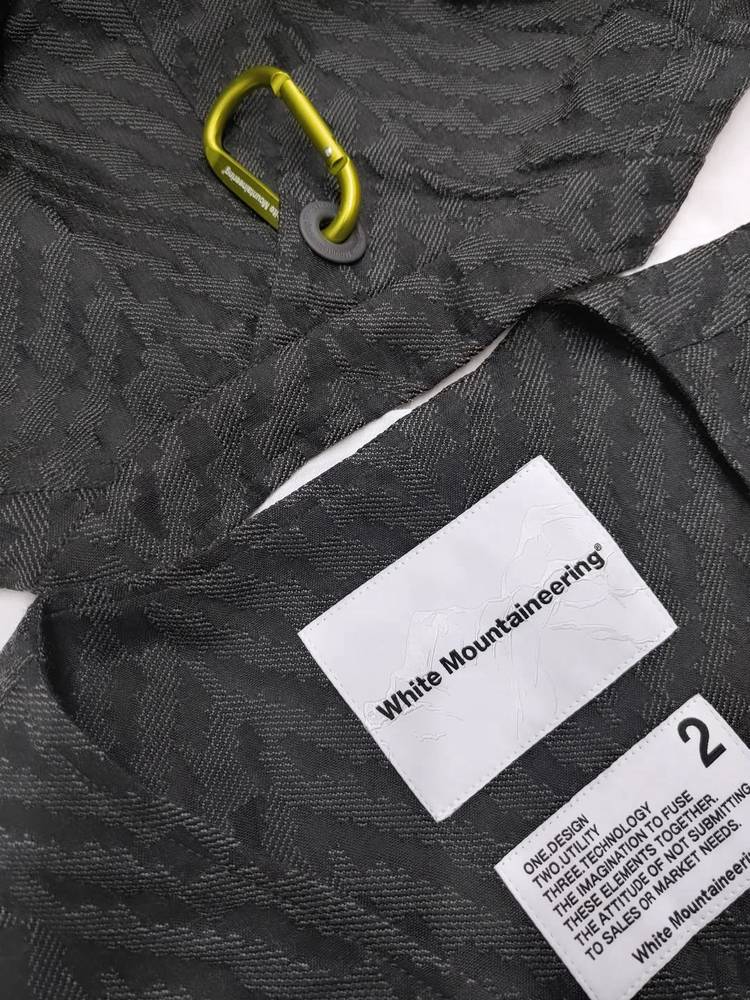 Mountaineering®
White Mountaineering®
2
ONE.DESIGN
TWO.UTILITY
THREE.TECHNOLOGY
THE IMAGINATION TO FUSE
THESE ELEMENTS TOGETHER.
THE ATTITUDE OF NOT SUBMITTING
TO SALES OR MARKET NEEDS.
White